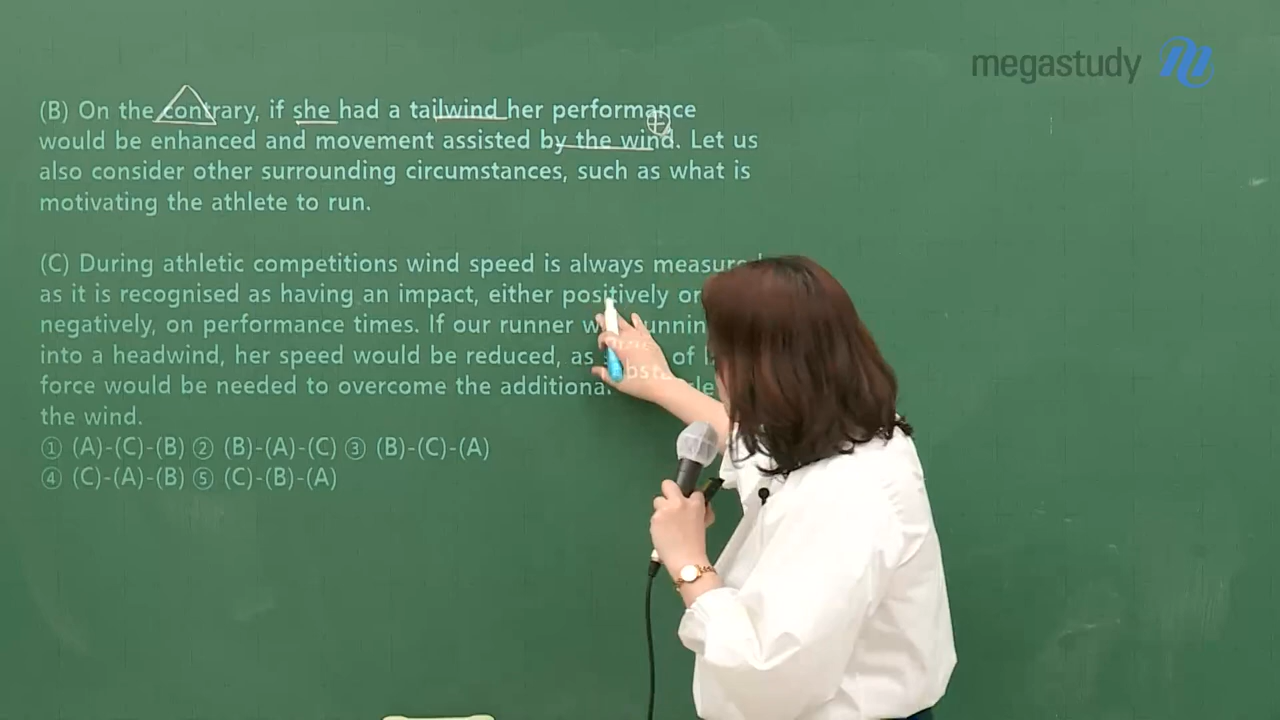 megastudy
(B) On the contrary, if she had a tailwind her performance
would be enhanced and movement assisted by the wind. Let us
also consider other surrounding circumstances, such as what is
motivating the athlete to run.
(C) During athletic competitions wind speed is always
as it is recognised as having an impact, either positively or
negatively, on performance times. If our runner
into a headwind, her speed would be reduced, as of
force would be needed to overcome the
the wind.
① (A)-(C)-(B) ② (B)-(A)-(C) ③ (B)-(C)-(A)
④ (C)-(A)-(B) ⑤ (C)-(B)-(A)